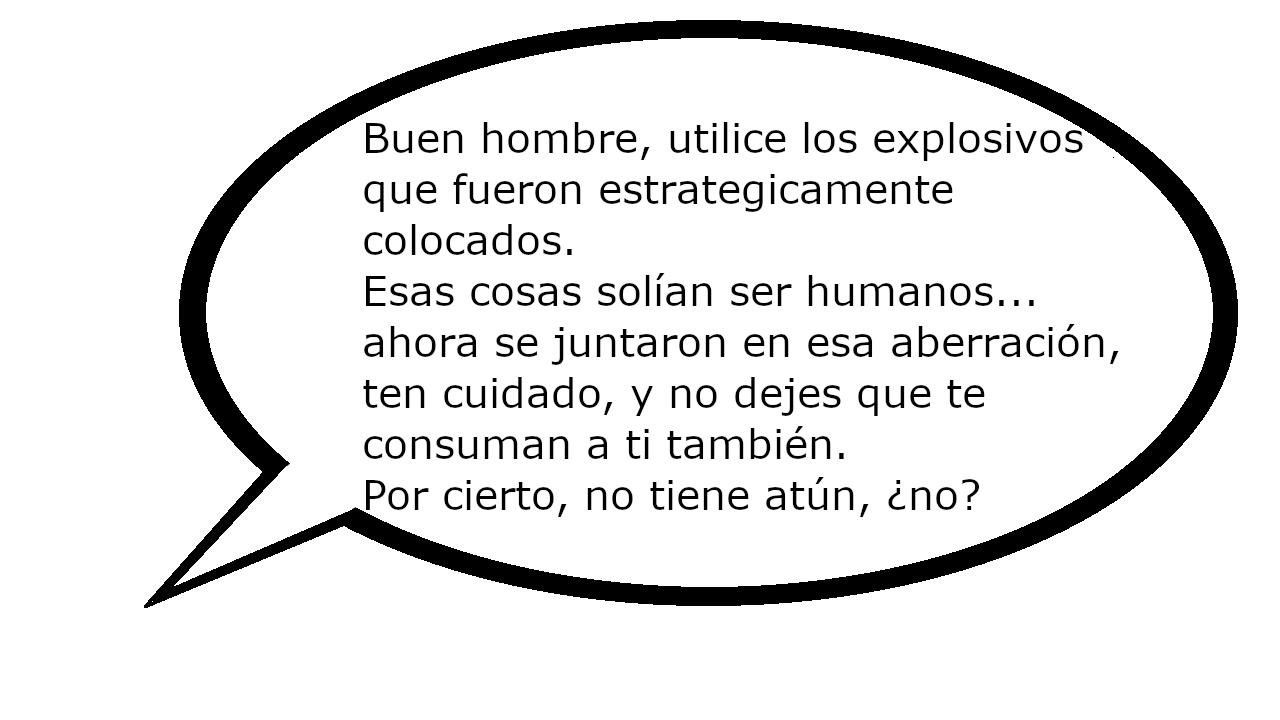 Buen hombre, utilice los explosivos
que fueron estrategicamente
colocados.
Esas cosas solían ser humanos...
ahora se juntaron en esa aberración,
ten cuidado, y no dejes que te
consuman a ti también.
Por cierto, no tiene atún, ¿no?